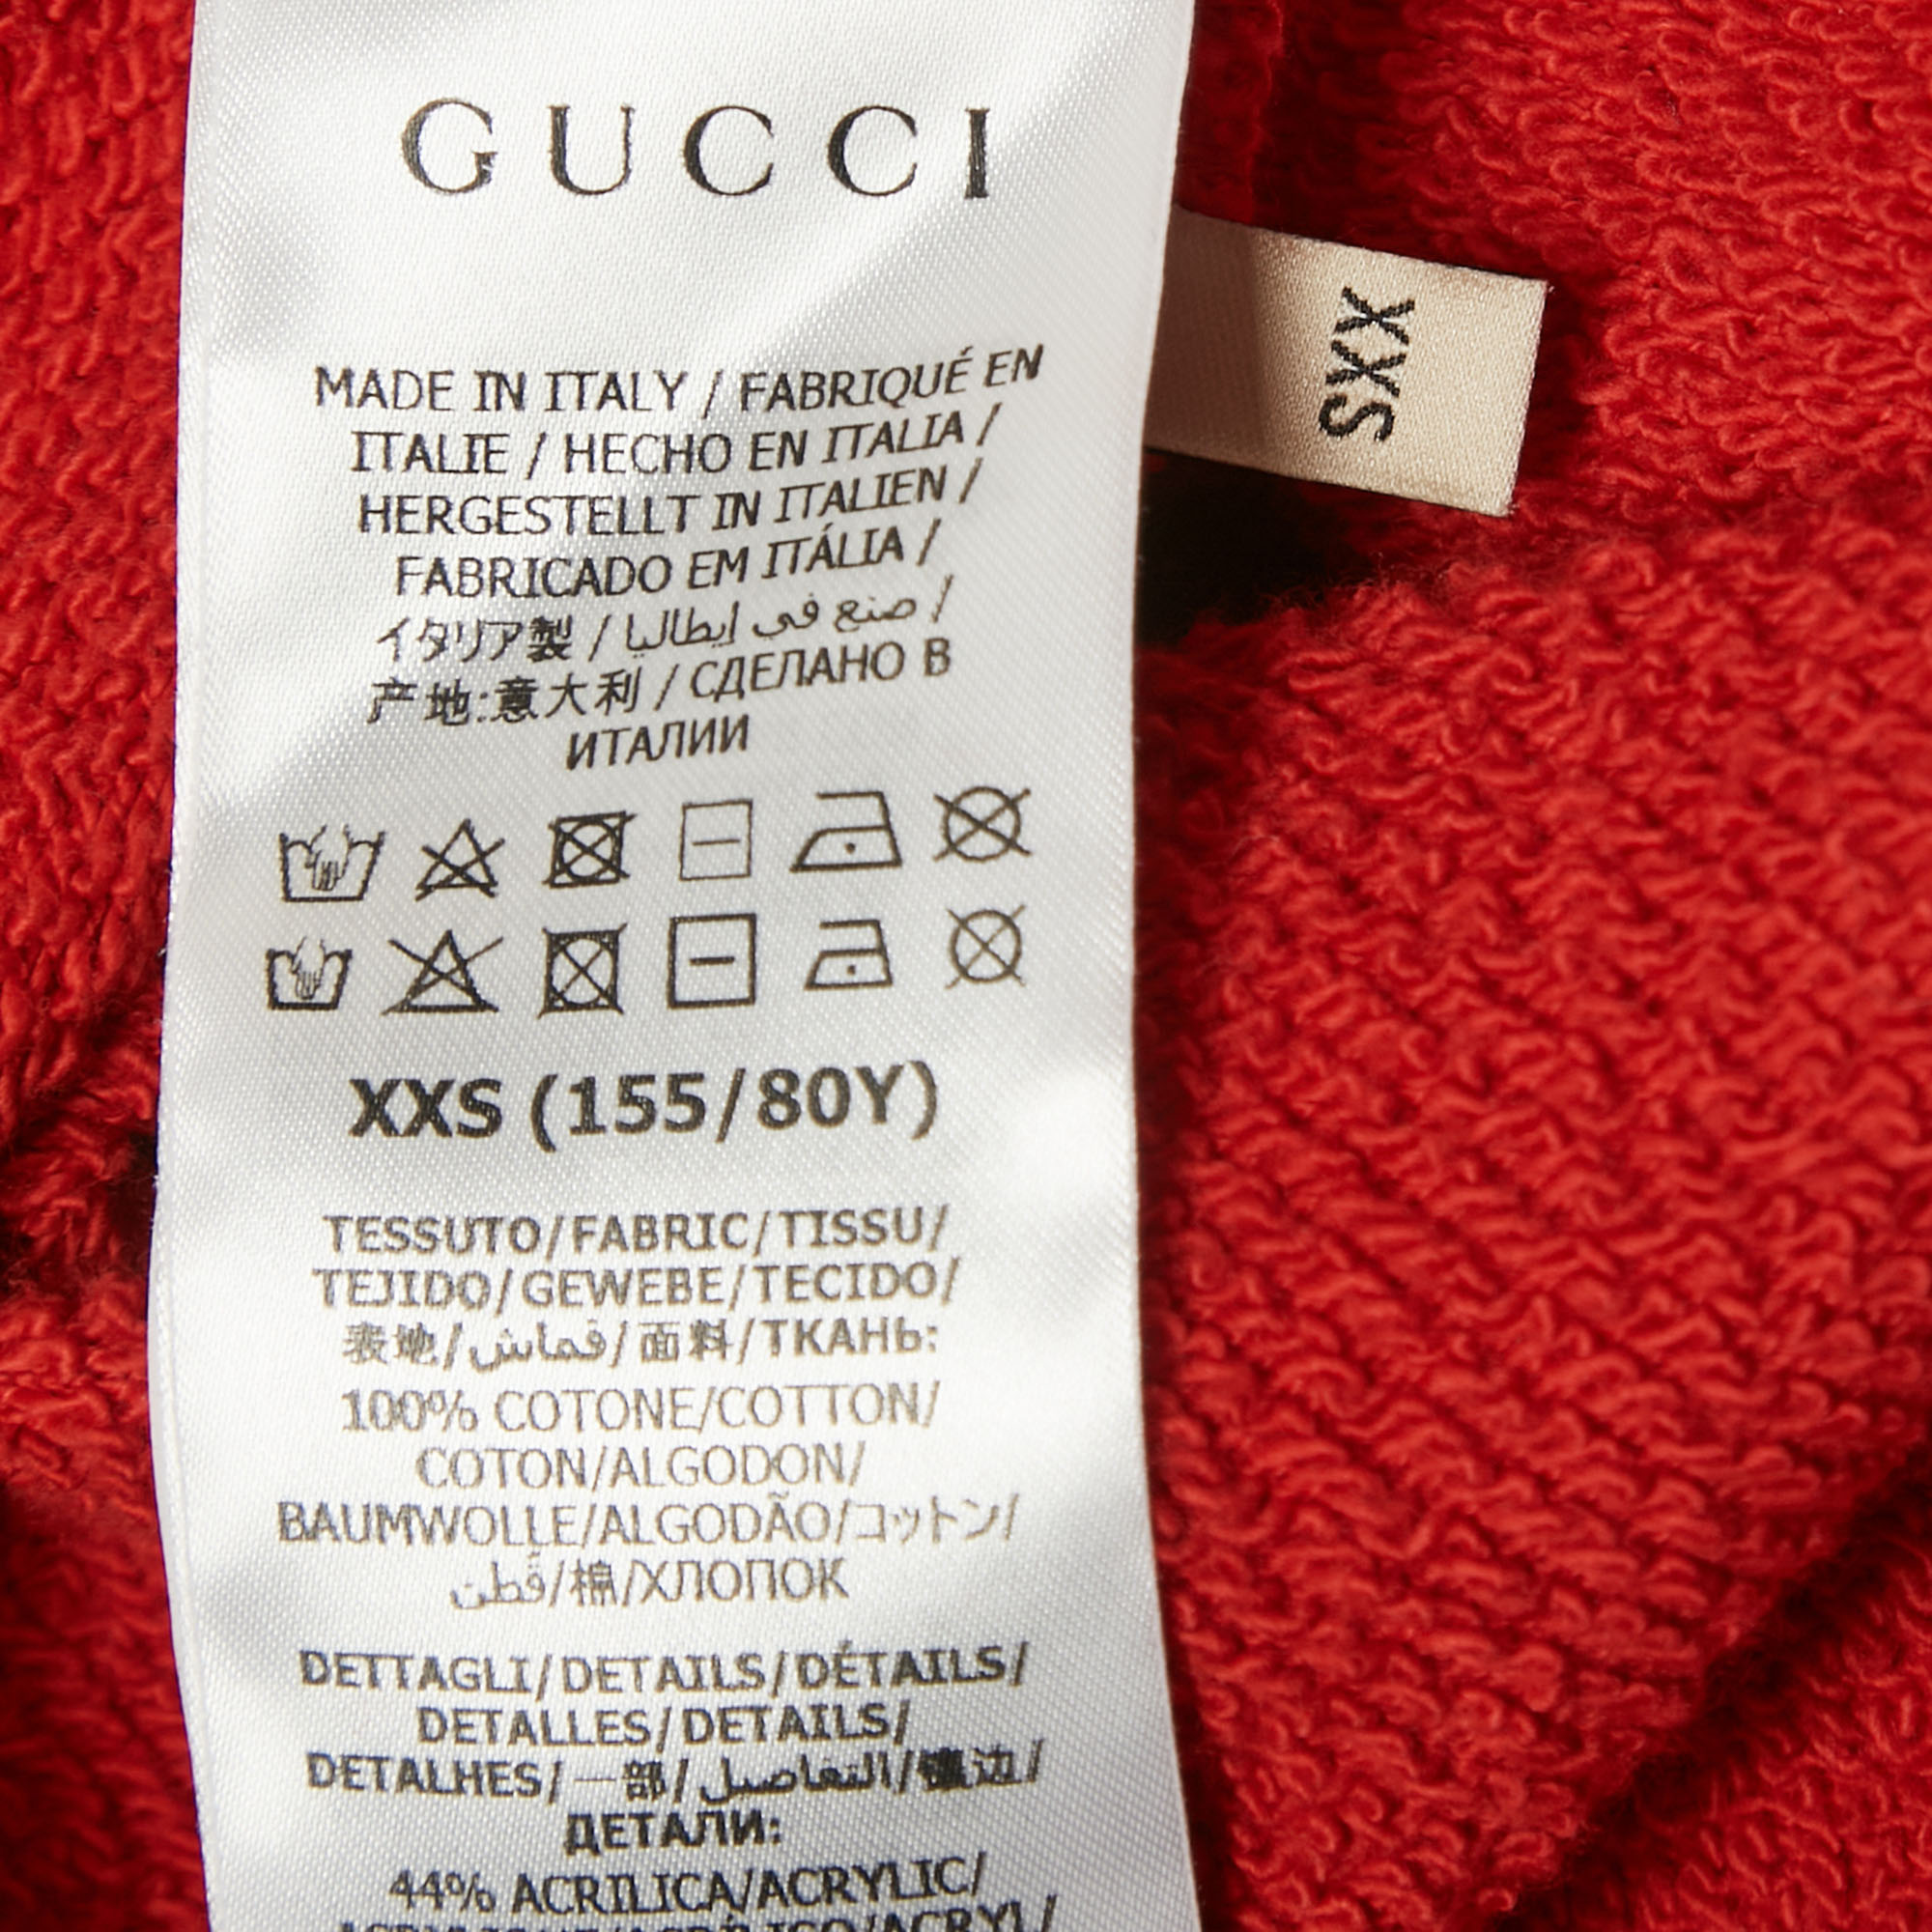 GUCCI
MADE IN ITALY / FABRIQUÉ EN
ITALIE / HECHO EN ITALIA /
HERGESTELLT IN ITALIEN /
FABRICADO EM ITÁLIA /
イタリア製 / صنع في إيطاليا /
产地:意大利 / СДЕЛАНО В
ИТАЛИИ
XXS (155/80Y)
TESSUTO/FABRIC/TISSU/
TEJIDO/GEWEBE/TECIDO/
表地/قماش/面料/ТКАНЬ:
100% COTONE/COTTON/
COTON/ALGODON/
BAUMWOLLE/ALGODÃO/コットン/
قُطن/棉/ХЛОПОК
DETTAGLI/DETAILS/DÉTAILS/
DETALLES/DETAILS/
DETALHES/一部/التفاصيل/镶边/
ДЕТАЛИ:
44% ACRILICA/ACRYLIC/
XXS